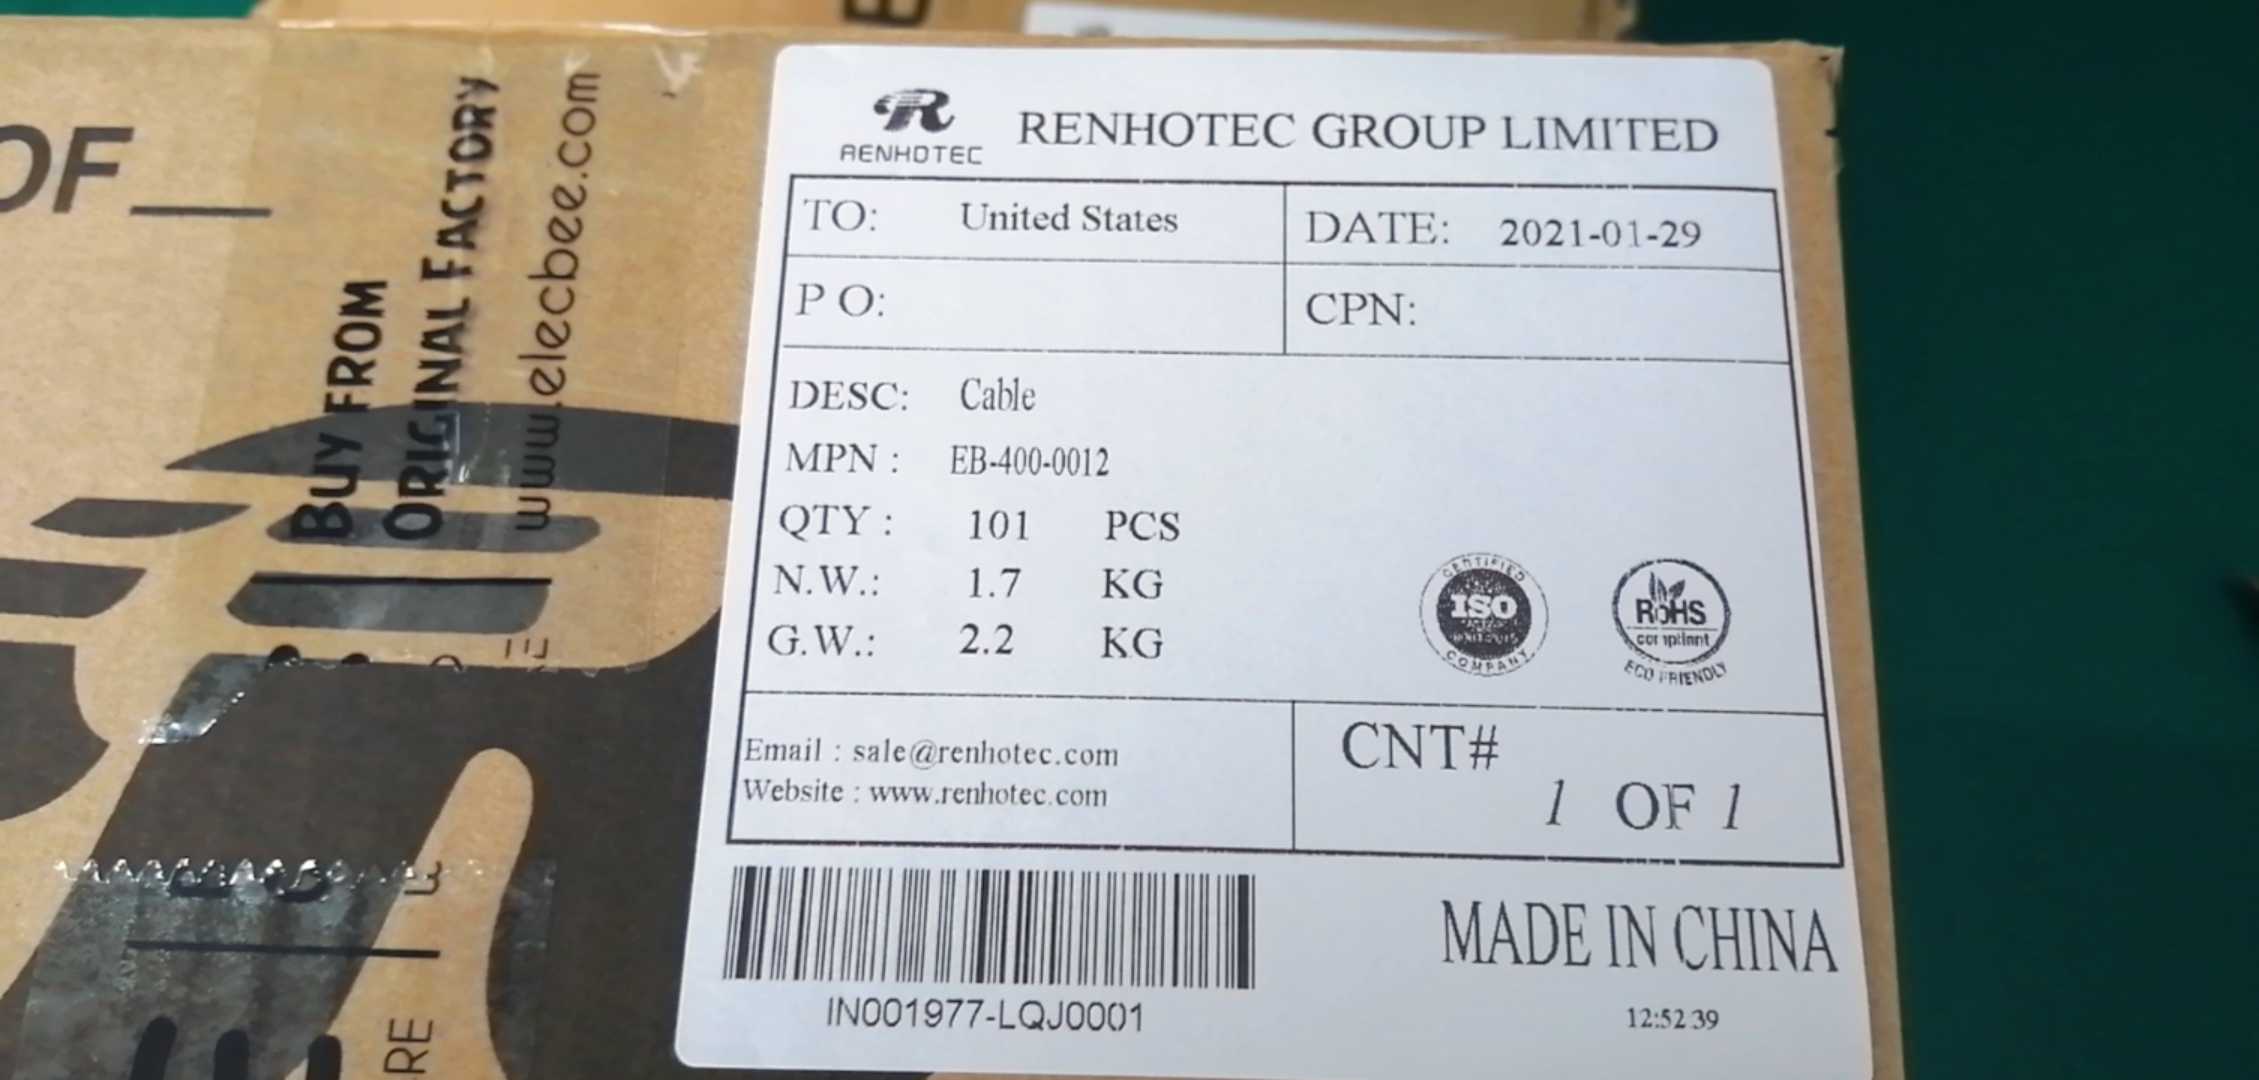 OF__
BUY FROM
ORIGINAL FACTORY
www.elecbee.com
RENHOTEC
RENHOTEC GROUP LIMITED
TO: United States
DATE: 2021-01-29
P O:
CPN:
DESC: Cable
MPN : EB-400-0012
QTY : 101 PCS
N.W.: 1.7 KG
G.W.: 2.2 KG
CERTIFIED
ISO
COMPANY
RoHS
compliant
ECO FRIENDLY
Email : sale@renhotec.com
Website : www.renhotec.com
CNT#
1 OF 1
IN001977-LQJ0001
MADE IN CHINA
12:52:39